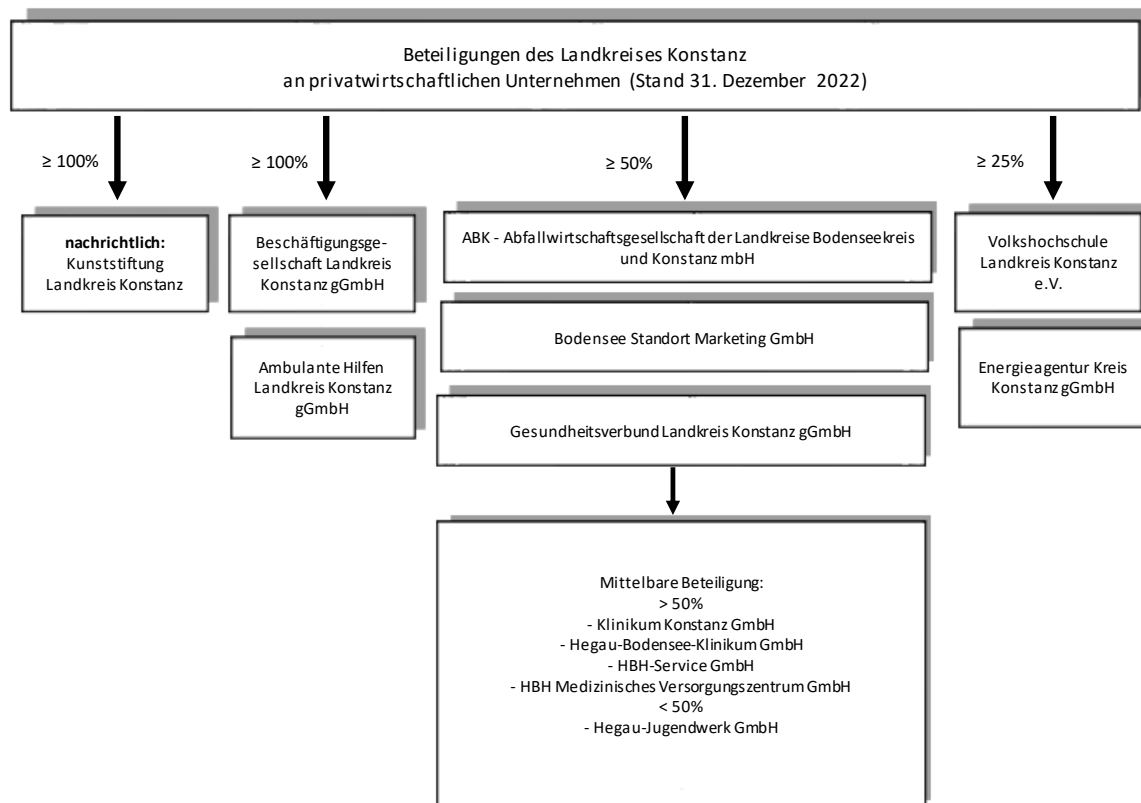 Beteiligungen des Landkreises Konstanz
an privatwirtschaftlichen Unternehmen (Stand 31. Dezember 2022)
≥ 100%
≥ 100%
≥ 50%
≥ 25%
nachrichtlich:
Kunststiftung
Landkreis Konstanz
Beschäftigungsge-
sellschaft Landkreis
Konstanz gGmbH
Ambulante Hilfen
Landkreis Konstanz
gGmbH
ABK - Abfallwirtschaftsgesellschaft der Landkreise Bodenseekreis
und Konstanz mbH
Bodensee Standort Marketing GmbH
Gesundheitsverbund Landkreis Konstanz gGmbH
Volkshochschule
Landkreis Konstanz
e.V.
Energieagentur Kreis
Konstanz gGmbH
Mittelbare Beteiligung:
> 50%
- Klinikum Konstanz GmbH
- Hegau-Bodensee-Klinikum GmbH
- HBH-Service GmbH
- HBH Medizinisches Versorgungszentrum GmbH
< 50%
- Hegau-Jugendwerk GmbH